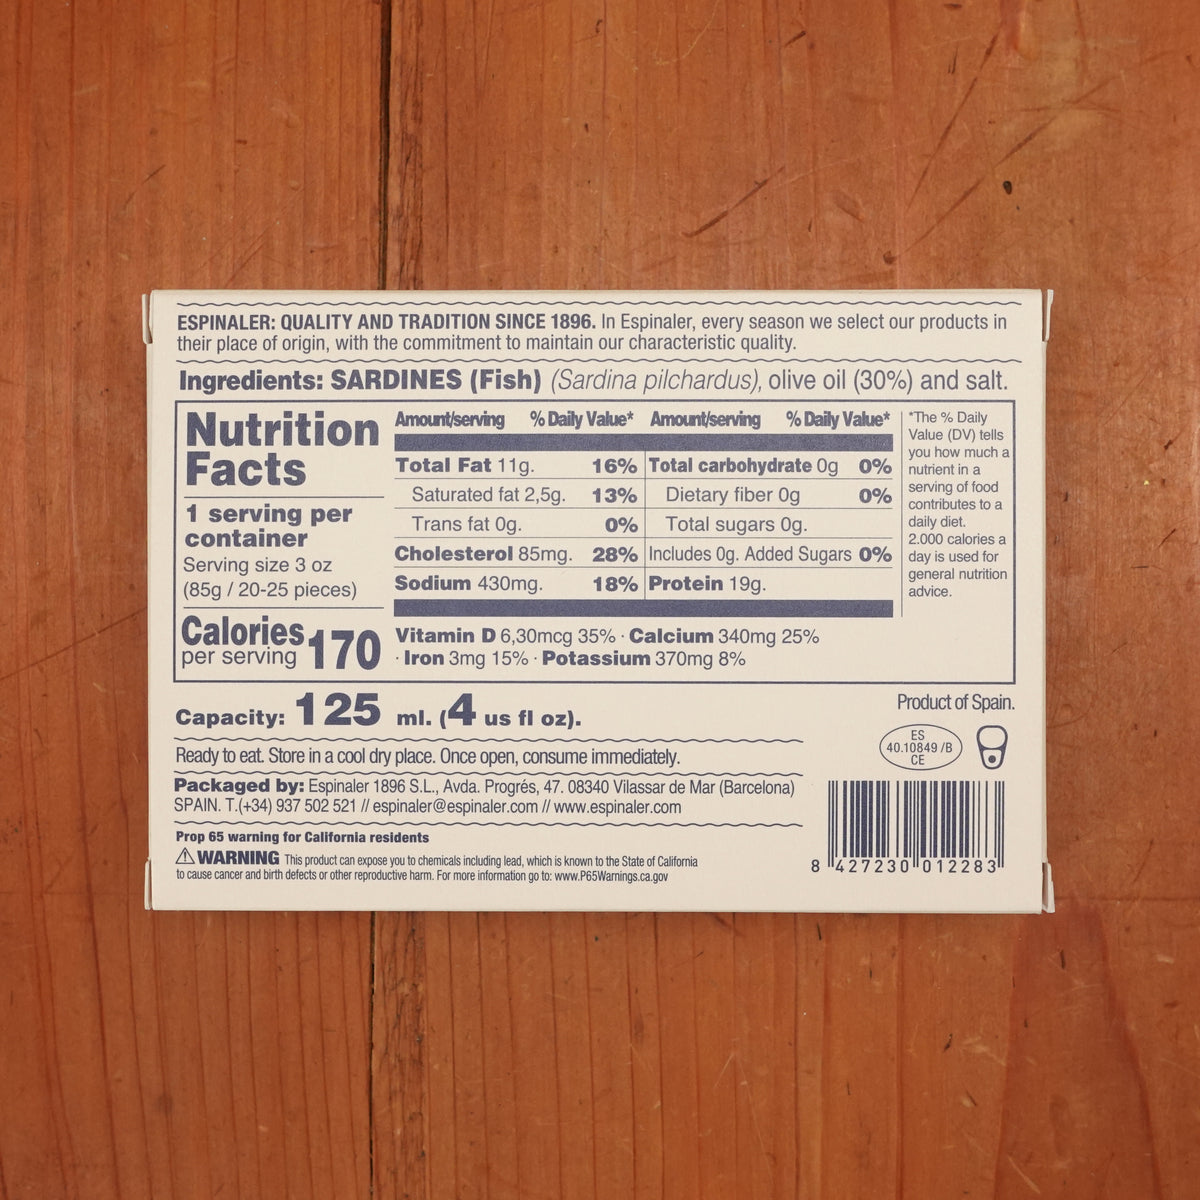 ESPINALER: QUALITY AND TRADITION SINCE 1896. In Espinaler, every season we select our products in
their place of origin, with the commitment to maintain our characteristic quality.
Ingredients: SARDINES (Fish) (Sardina pilchardus), olive oil (30%) and salt.
Nutrition
Facts
1 serving per
container
Serving size 3 oz
(85g / 20-25 pieces)
Calories 170
per serving
Amount/serving % Daily Value* Amount/serving % Daily Value*
Total Fat 11g. 16% Total carbohydrate 0g 0%
Saturated fat 2,5g. 13% Dietary fiber 0g 0%
Trans fat 0g. 0% Total sugars 0g.
Cholesterol 85mg. 28% Includes 0g. Added Sugars 0%
Sodium 430mg. 18% Protein 19g.
Vitamin D 6,30mcg 35% · Calcium 340mg 25%
· Iron 3mg 15% · Potassium 370mg 8%
*The % Daily
Value (DV) tells
you how much a
nutrient in a
serving of food
contributes to a
daily diet.
2.000 calories a
day is used for
general nutrition
advice.
Capacity: 125 ml. (4 us fl oz).
Product of Spain.
ES
40.10849 /B
CE
Ready to eat. Store in a cool dry place. Once open, consume immediately.
Packaged by: Espinaler 1896 S.L., Avda. Progrés, 47. 08340 Vilassar de Mar (Barcelona)
SPAIN. T.(+34) 937 502 521 // espinaler@espinaler.com // www.espinaler.com
Prop 65 warning for California residents
WARNING This product can expose you to chemicals including lead, which is known to the State of California
to cause cancer and birth defects or other reproductive harm. For more information go to: www.P65Warnings.ca.gov
8 427230 012283